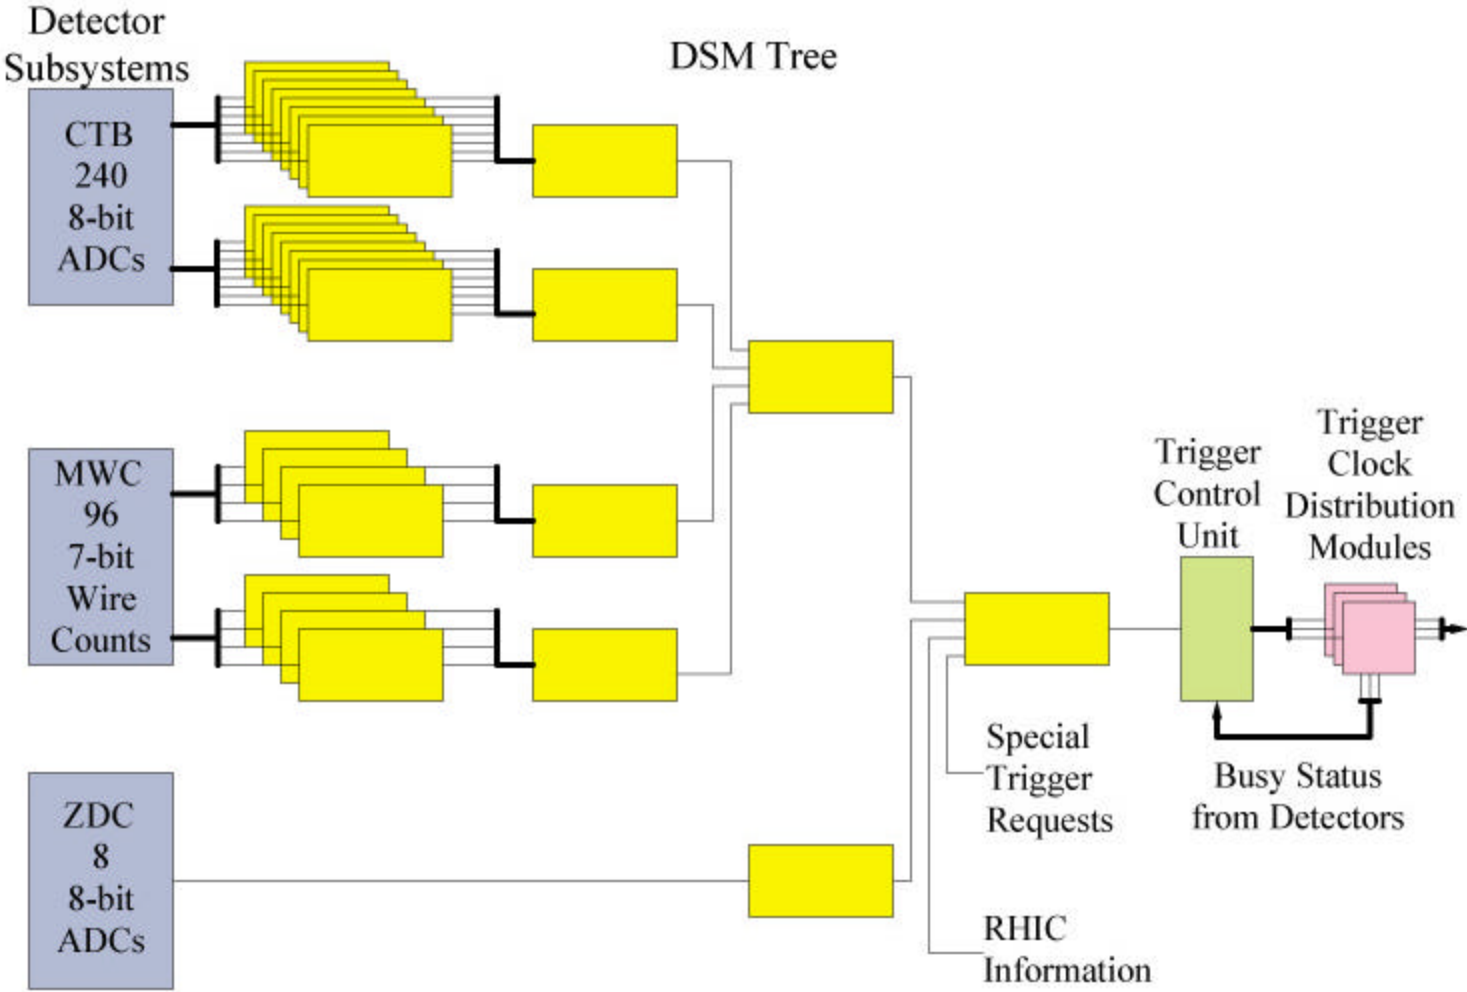 Detector
Subsystems
DSM Tree
CTB
240
8-bit
ADCs
MWC
96
7-bit
Wire
Counts
ZDC
8
8-bit
ADCs
Trigger
Control
Unit
Trigger
Clock
Distribution
Modules
Special
Trigger
Requests
Busy Status
from Detectors
RHIC
Information